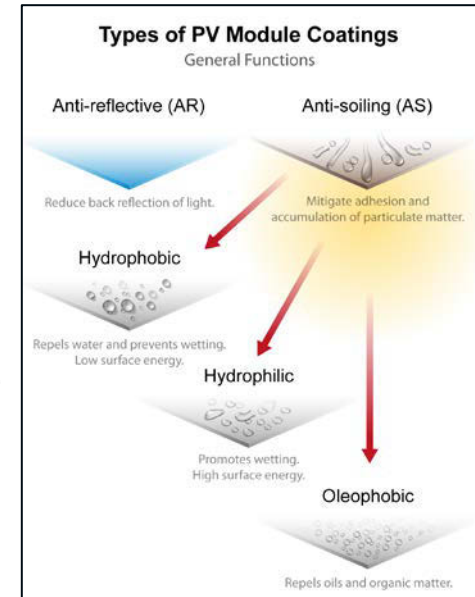 Types of PV Module Coatings
General Functions
Anti-reflective (AR)
Reduce back reflection of light.
Anti-soiling (AS)
Mitigate adhesion and
accumulation of particulate matter.
Hydrophobic
Repels water and prevents wetting.
Low surface energy.
Hydrophilic
Promotes wetting.
High surface energy.
Oleophobic
Repels oils and organic matter.